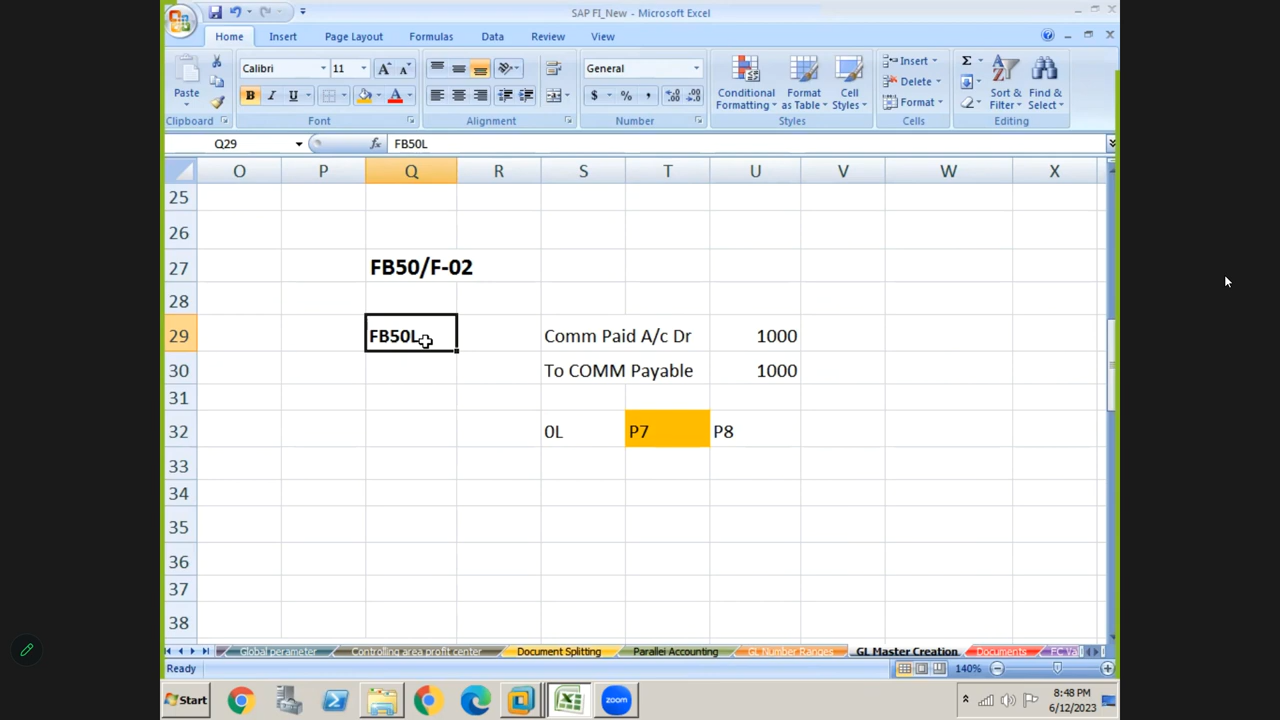 SAP FI_New - Microsoft Excel
Home Insert Page Layout Formulas Data Review View
Paste
Calibri 11
General
Conditional Formatting
Format as Table
Cell Styles
Insert
Delete
Format
Sort & Filter
Find & Select
Clipboard Font Alignment Number Styles Cells Editing
Q29 fx FB50L
O P Q R S T U V W X
25
26
27 FB50/F-02
28
29 FB50L Comm Paid A/c Dr 1000
30 To COMM Payable 1000
31
32 0L P7 P8
33
34
35
36
37
38
Global perameter Controlling area profit center Document Splitting Parallel Accounting GL Number Ranges GL Master Creation Documents FC Va
Ready 140%
Start zoom 8:48 PM
6/12/2023